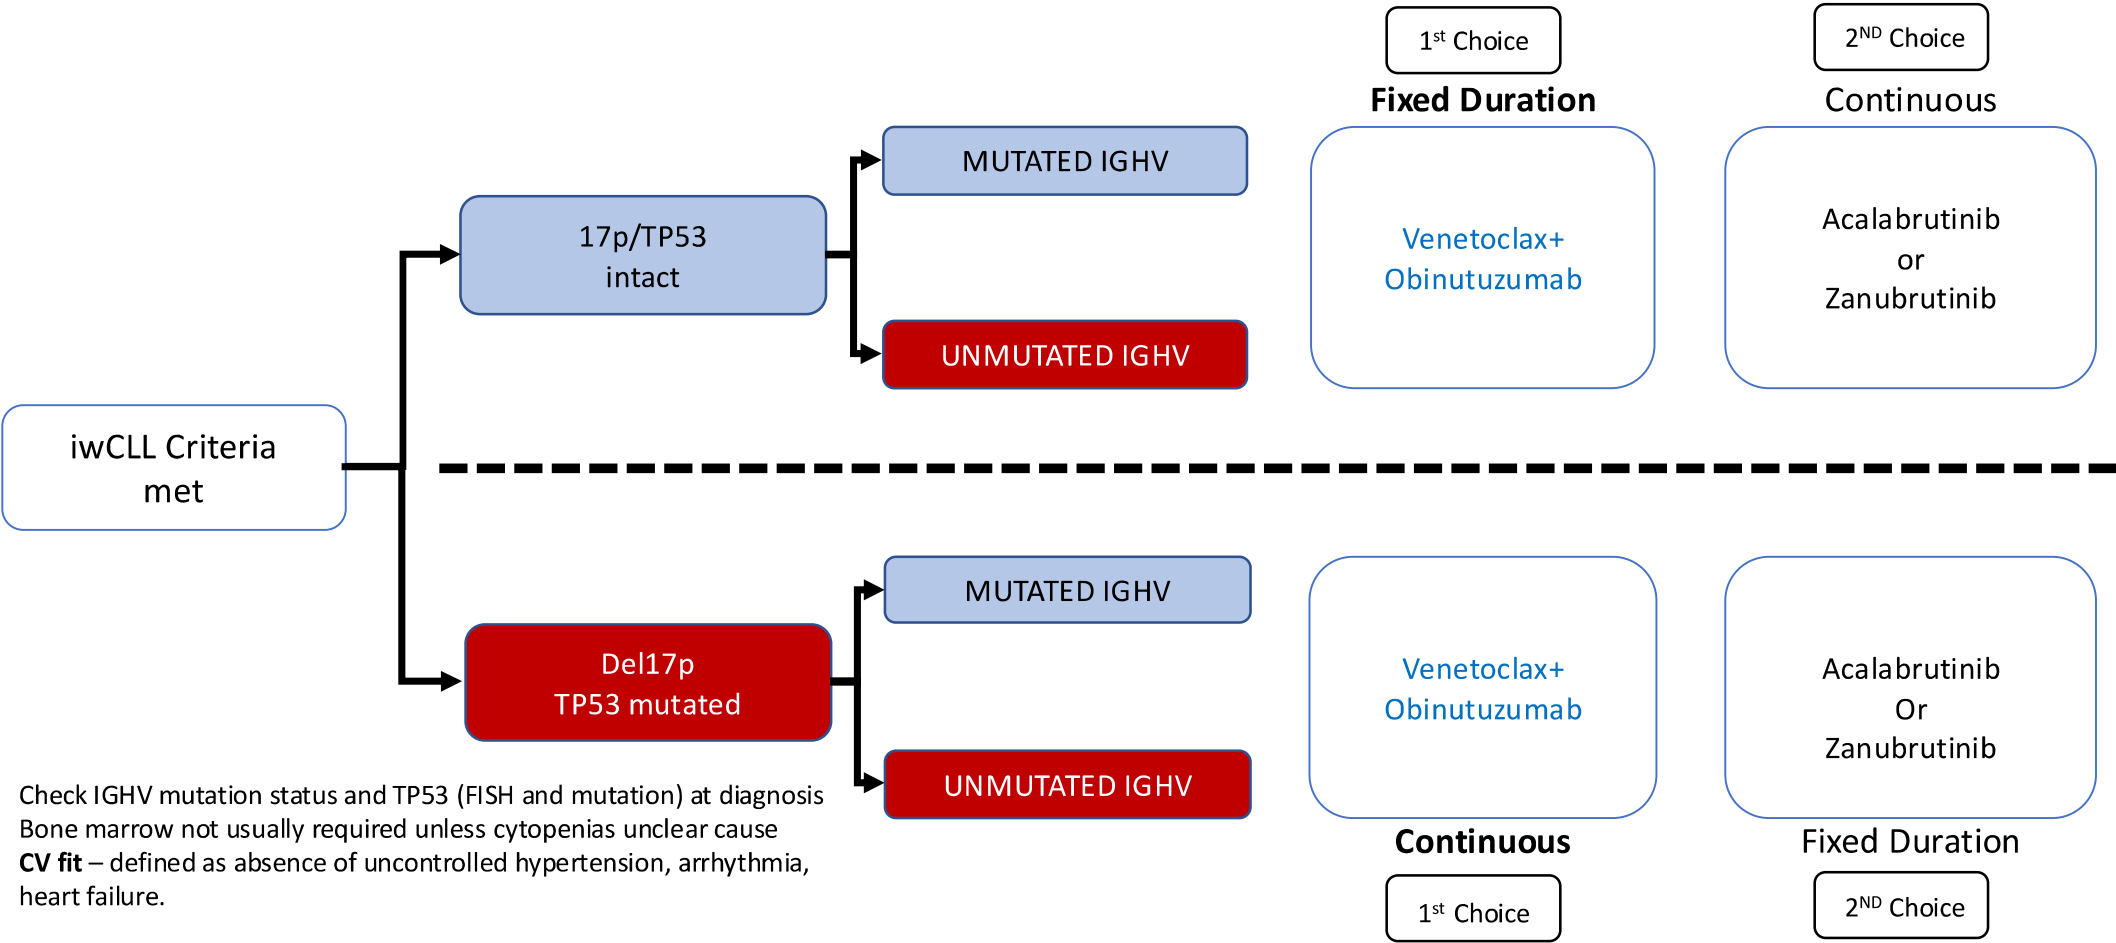 1st Choice
2ND Choice
Fixed Duration
Continuous
MUTATED IGHV
17p/TP53
intact
UNMUTATED IGHV
Venetoclax+
Obinutuzumab
Acalabrutinib
or
Zanubrutinib
iwCLL Criteria
met
MUTATED IGHV
Del17p
TP53 mutated
UNMUTATED IGHV
Venetoclax+
Obinutuzumab
Acalabrutinib
Or
Zanubrutinib
Continuous
Fixed Duration
1st Choice
2ND Choice
Check IGHV mutation status and TP53 (FISH and mutation) at diagnosis
Bone marrow not usually required unless cytopenias unclear cause
CV fit – defined as absence of uncontrolled hypertension, arrhythmia,
heart failure.